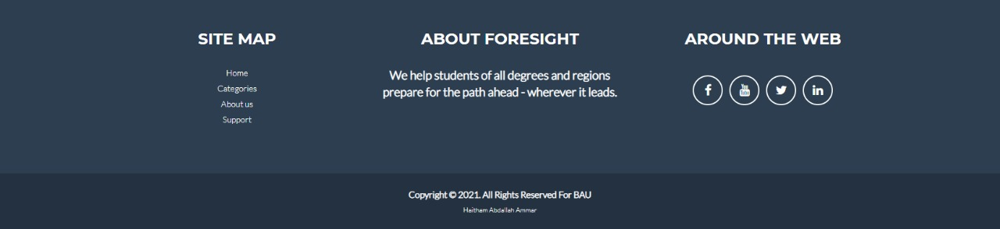 SITE MAP
Home
Categories
About us
Support
ABOUT FORESIGHT
We help students of all degrees and regions
prepare for the path ahead - wherever it leads.
AROUND THE WEB
Copyright © 2021. All Rights Reserved For BAU
Haitham Abdallah Ammar